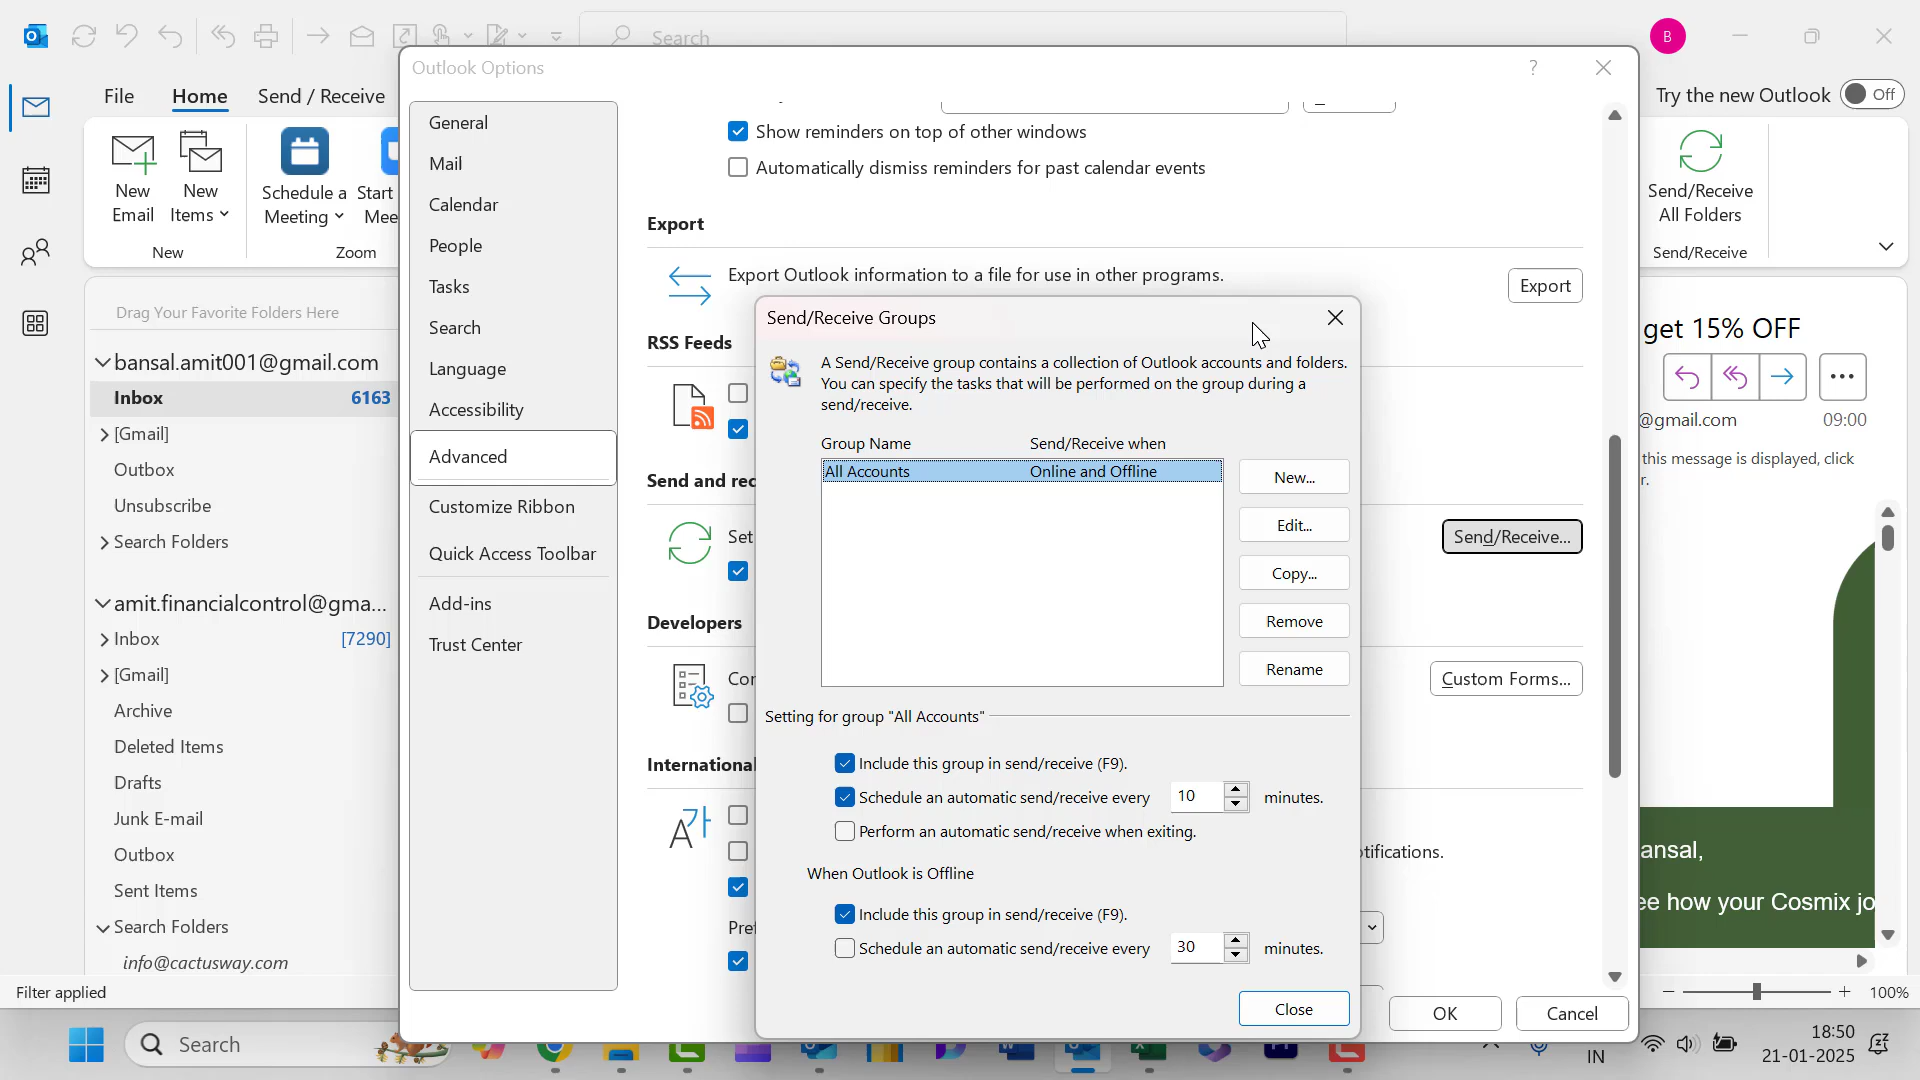 Search
B
File
Home
Send / Receive
Try the new Outlook
Off
New
Email
New
Items
Schedule a
Meeting
Start
Mee
New
Zoom
Send/Receive
All Folders
Send/Receive
Drag Your Favorite Folders Here
bansal.amit001@gmail.com
Inbox 6163
[Gmail]
Outbox
Unsubscribe
Search Folders
amit.financialcontrol@gma...
Inbox [7290]
[Gmail]
Archive
Deleted Items
Drafts
Junk E-mail
Outbox
Sent Items
Search Folders
info@cactusway.com
Filter applied
Outlook Options
?
General
Mail
Calendar
People
Tasks
Search
Language
Accessibility
Advanced
Customize Ribbon
Quick Access Toolbar
Add-ins
Trust Center
Show reminders on top of other windows
Automatically dismiss reminders for past calendar events
Export
Export Outlook information to a file for use in other programs.
Export
RSS Feeds
Send and rec
Set
Send/Receive...
Developers
Con
Custom Forms...
International
otifications.
Pref
OK
Cancel
Send/Receive Groups
A Send/Receive group contains a collection of Outlook accounts and folders.
You can specify the tasks that will be performed on the group during a
send/receive.
Group Name Send/Receive when
All Accounts Online and Offline
New...
Edit...
Copy...
Remove
Rename
Setting for group "All Accounts"
Include this group in send/receive (F9).
Schedule an automatic send/receive every 10 minutes.
Perform an automatic send/receive when exiting.
When Outlook is Offline
Include this group in send/receive (F9).
Schedule an automatic send/receive every 30 minutes.
Close
get 15% OFF
@gmail.com 09:00
this message is displayed, click
r.
ansal,
ee how your Cosmix jo
100%
Search
IN
18:50
21-01-2025